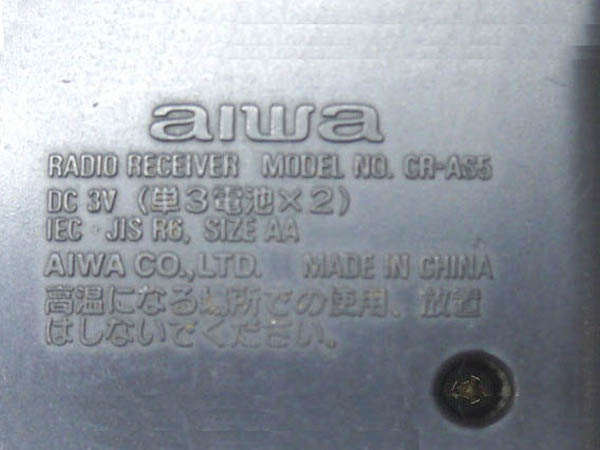 aiwa
RADIO RECEIVER MODEL NO. CR-AS5
DC 3V (単3電池×2)
IEC・JIS R6, SIZE AA
AIWA CO.,LTD. MADE IN CHINA
高温になる場所での使用、放置
はしないでください。